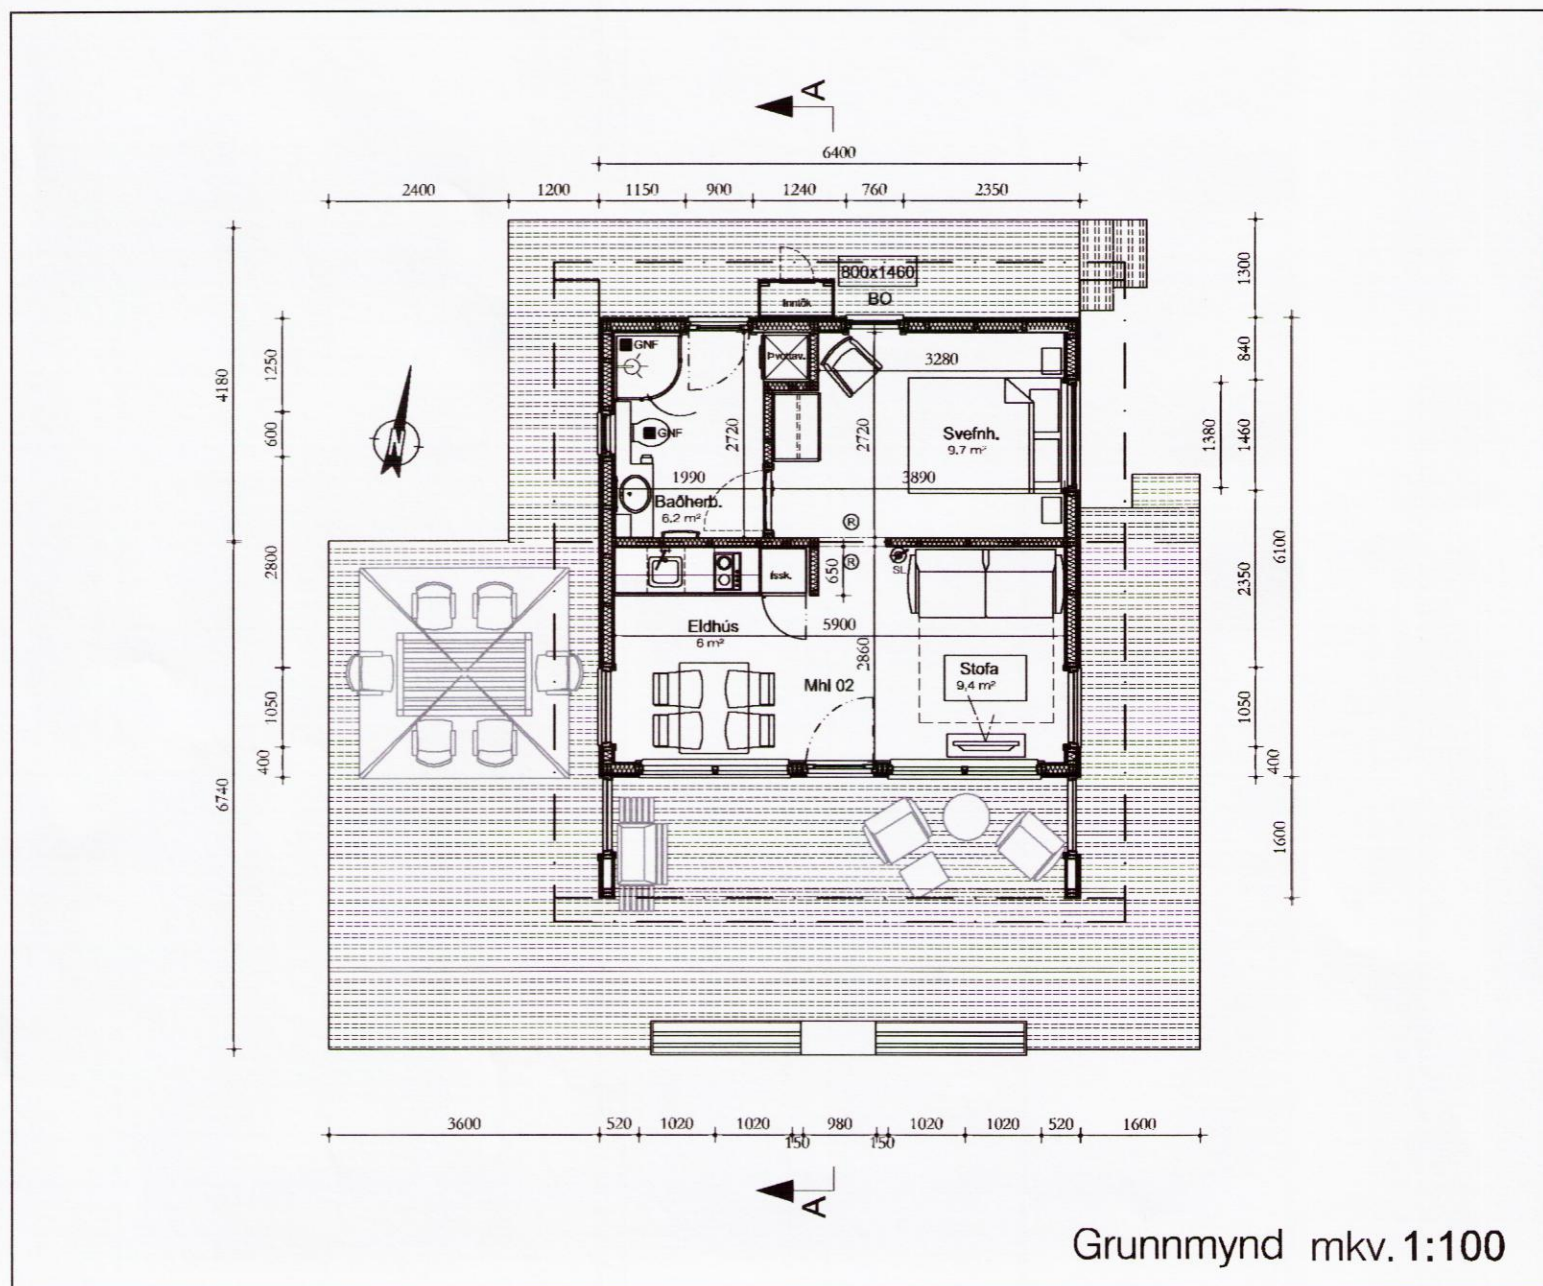 A
6400
2400 1200 1150 900 1240 760 2350
800x1460
BO
Inntök
1300
840
1460
1380
2350
6100
1050
400
1600
4180
6740
1250
600
2800
1050
400
N
GNF
GNF
Þvottav.
3280
2720
2720
Svefnh.
9.7 m²
1990
3890
Baðherb.
6.2 m²
R
R
SL
650
Íssk.
Eldhús
6 m²
5900
2860
Mhl 02
Stofa
9,4 m²
3600 520 1020 1020 150 980 150 1020 1020 520 1600
A
Grunnmynd mkv. 1:100